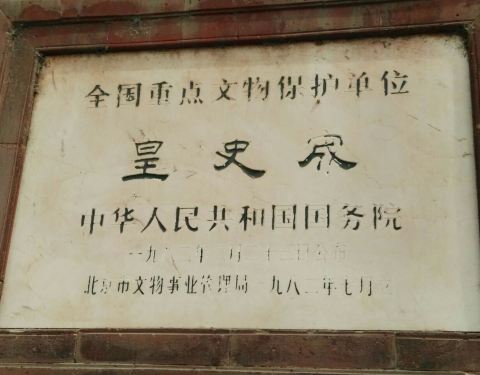 全国重点文物保护单位
皇史宬
中华人民共和国国务院
一九八二年二月二十三日公布
北京市文物事业管理局一九八二年七月立